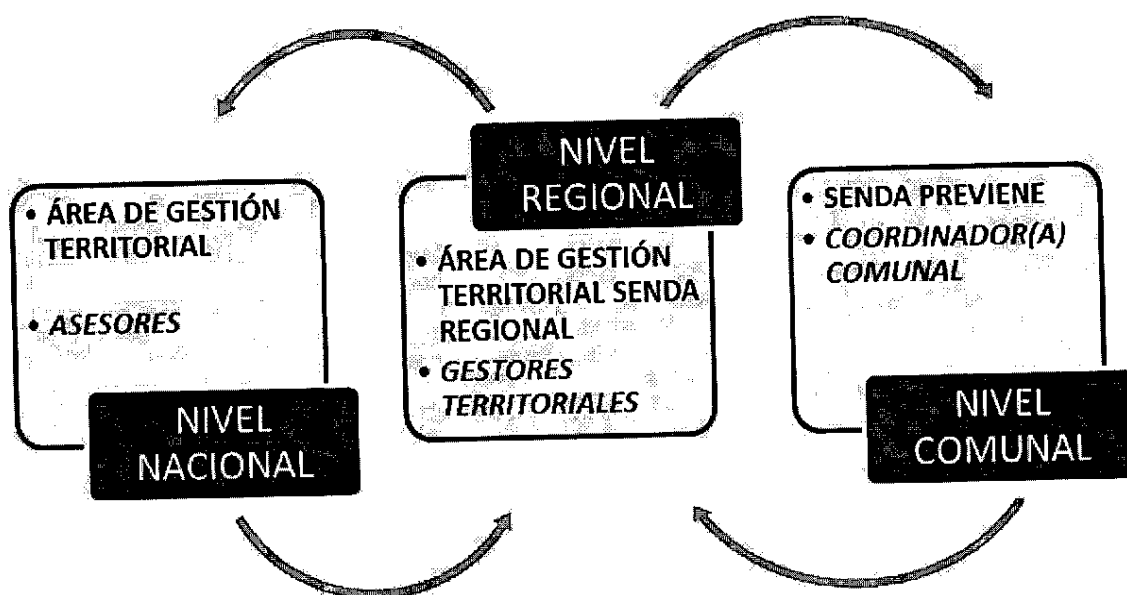 • ÁREA DE GESTIÓN
TERRITORIAL
• ASESORES
NIVEL
NACIONAL
NIVEL
REGIONAL
• ÁREA DE GESTIÓN
TERRITORIAL SENDA
REGIONAL
• GESTORES
TERRITORIALES
• SENDA PREVIENE
• COORDINADOR(A)
COMUNAL
NIVEL
COMUNAL